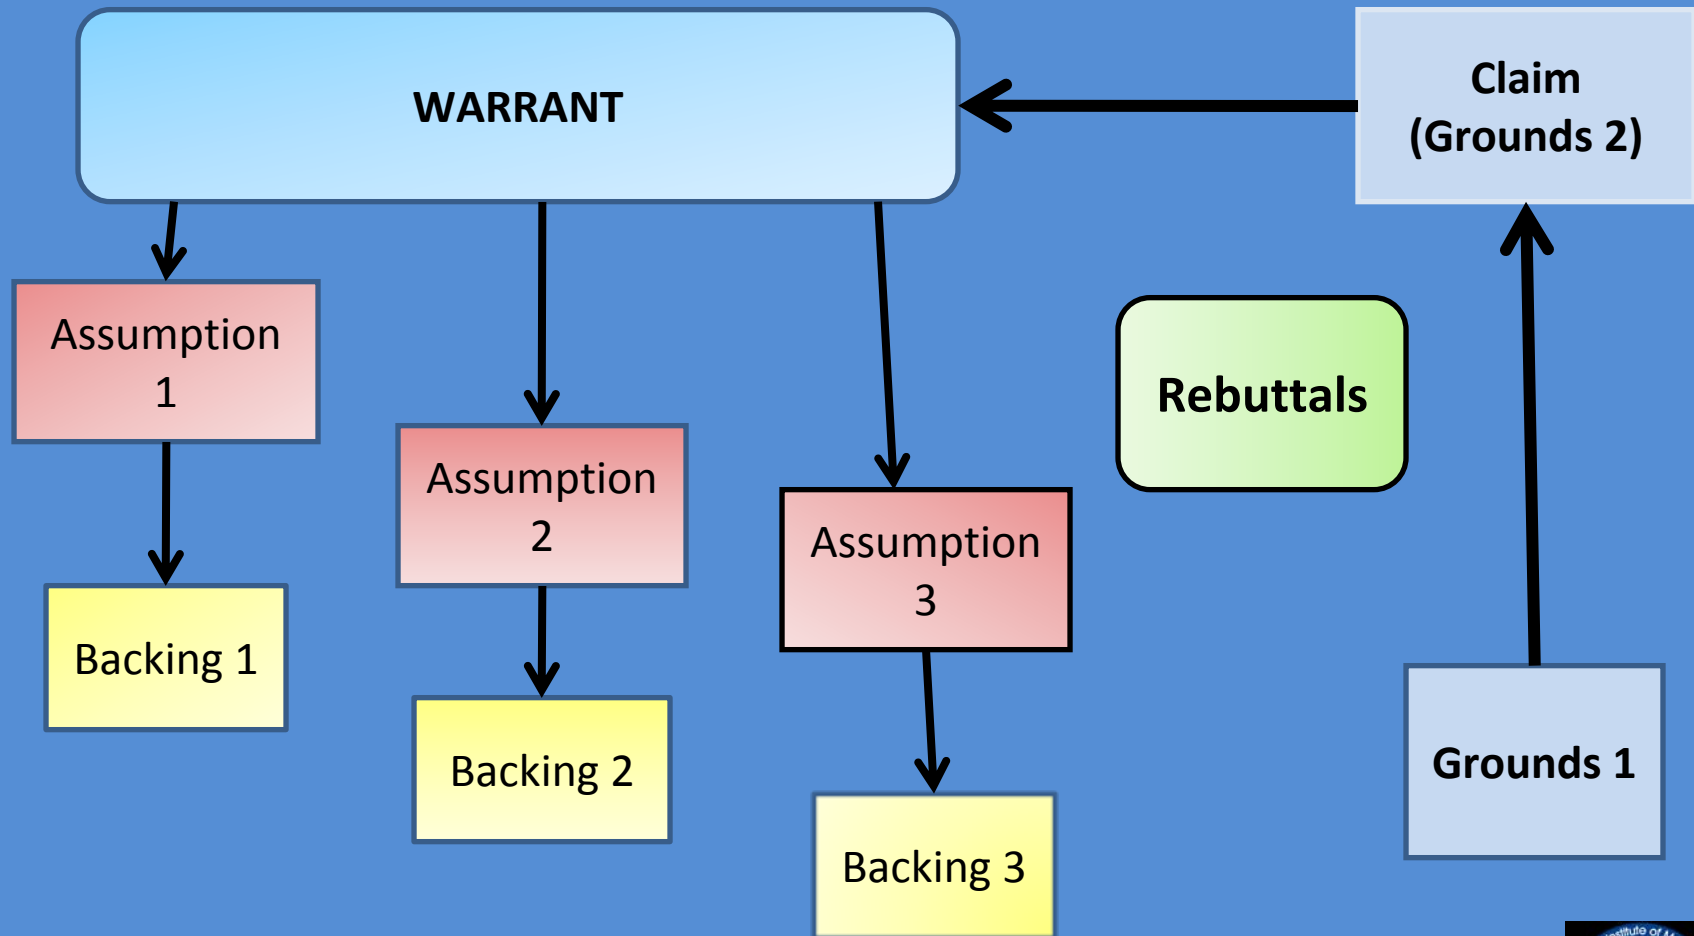 WARRANT
Claim
(Grounds 2)
Assumption
1
Assumption
2
Assumption
3
Rebuttals
Backing 1
Backing 2
Backing 3
Grounds 1